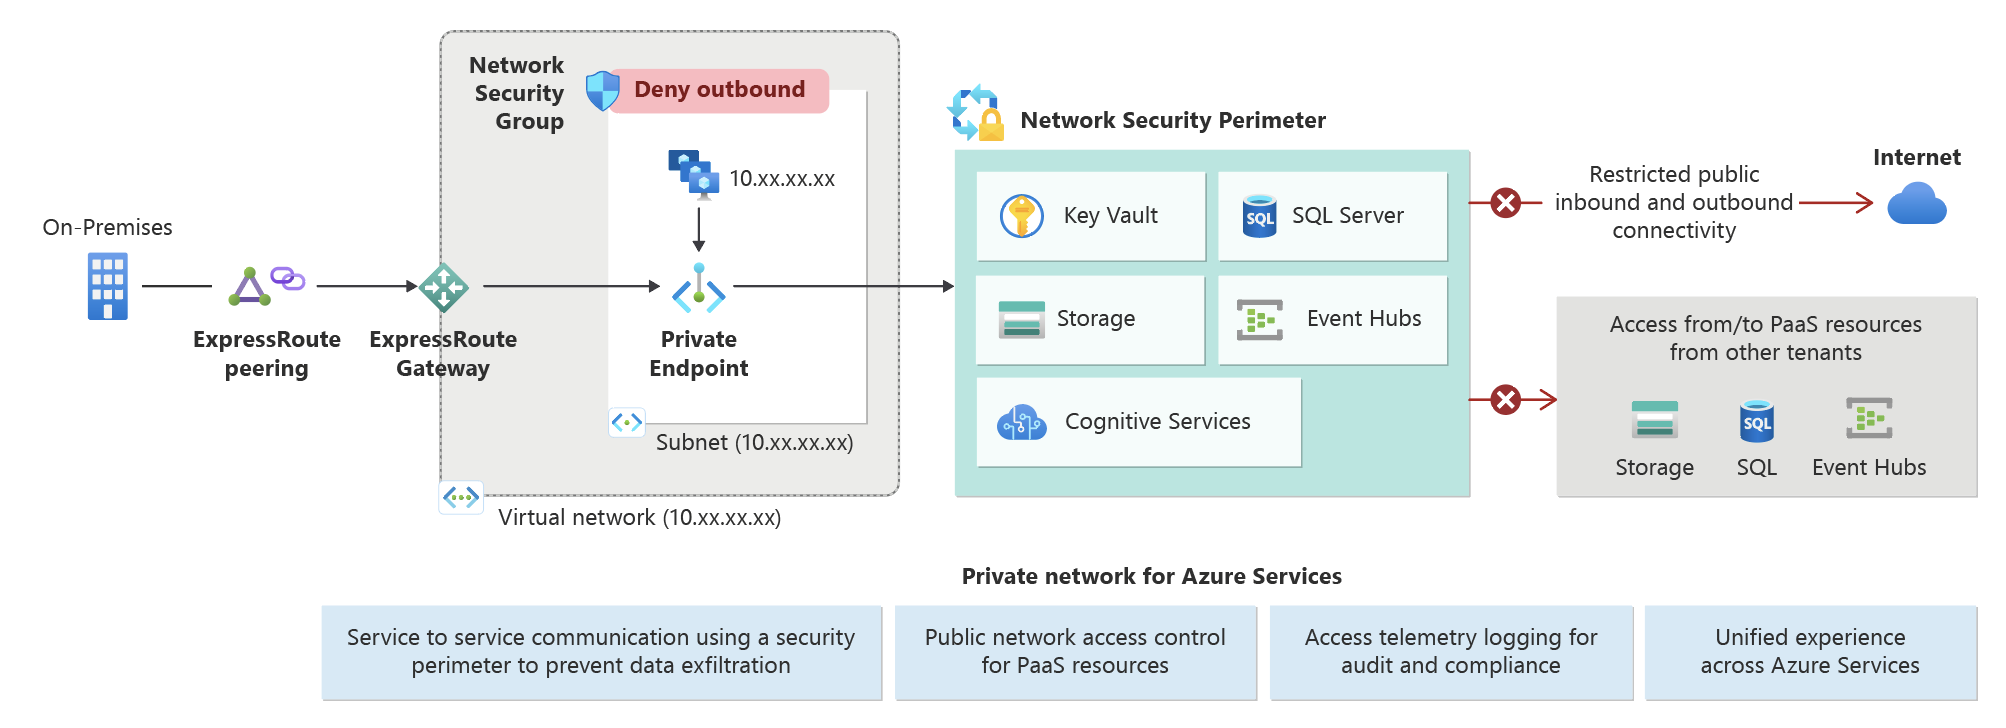 Network
Security
Group
Deny outbound
10.xx.xx.xx
On-Premises
ExpressRoute
peering
ExpressRoute
Gateway
Private
Endpoint
Subnet (10.xx.xx.xx)
Virtual network (10.xx.xx.xx)
Network Security Perimeter
Key Vault
SQL
SQL Server
Storage
Event Hubs
Cognitive Services
Restricted public
inbound and outbound
connectivity
Internet
Access from/to PaaS resources
from other tenants
Storage
SQL
SQL
Event Hubs
Private network for Azure Services
Service to service communication using a security
perimeter to prevent data exfiltration
Public network access control
for PaaS resources
Access telemetry logging for
audit and compliance
Unified experience
across Azure Services